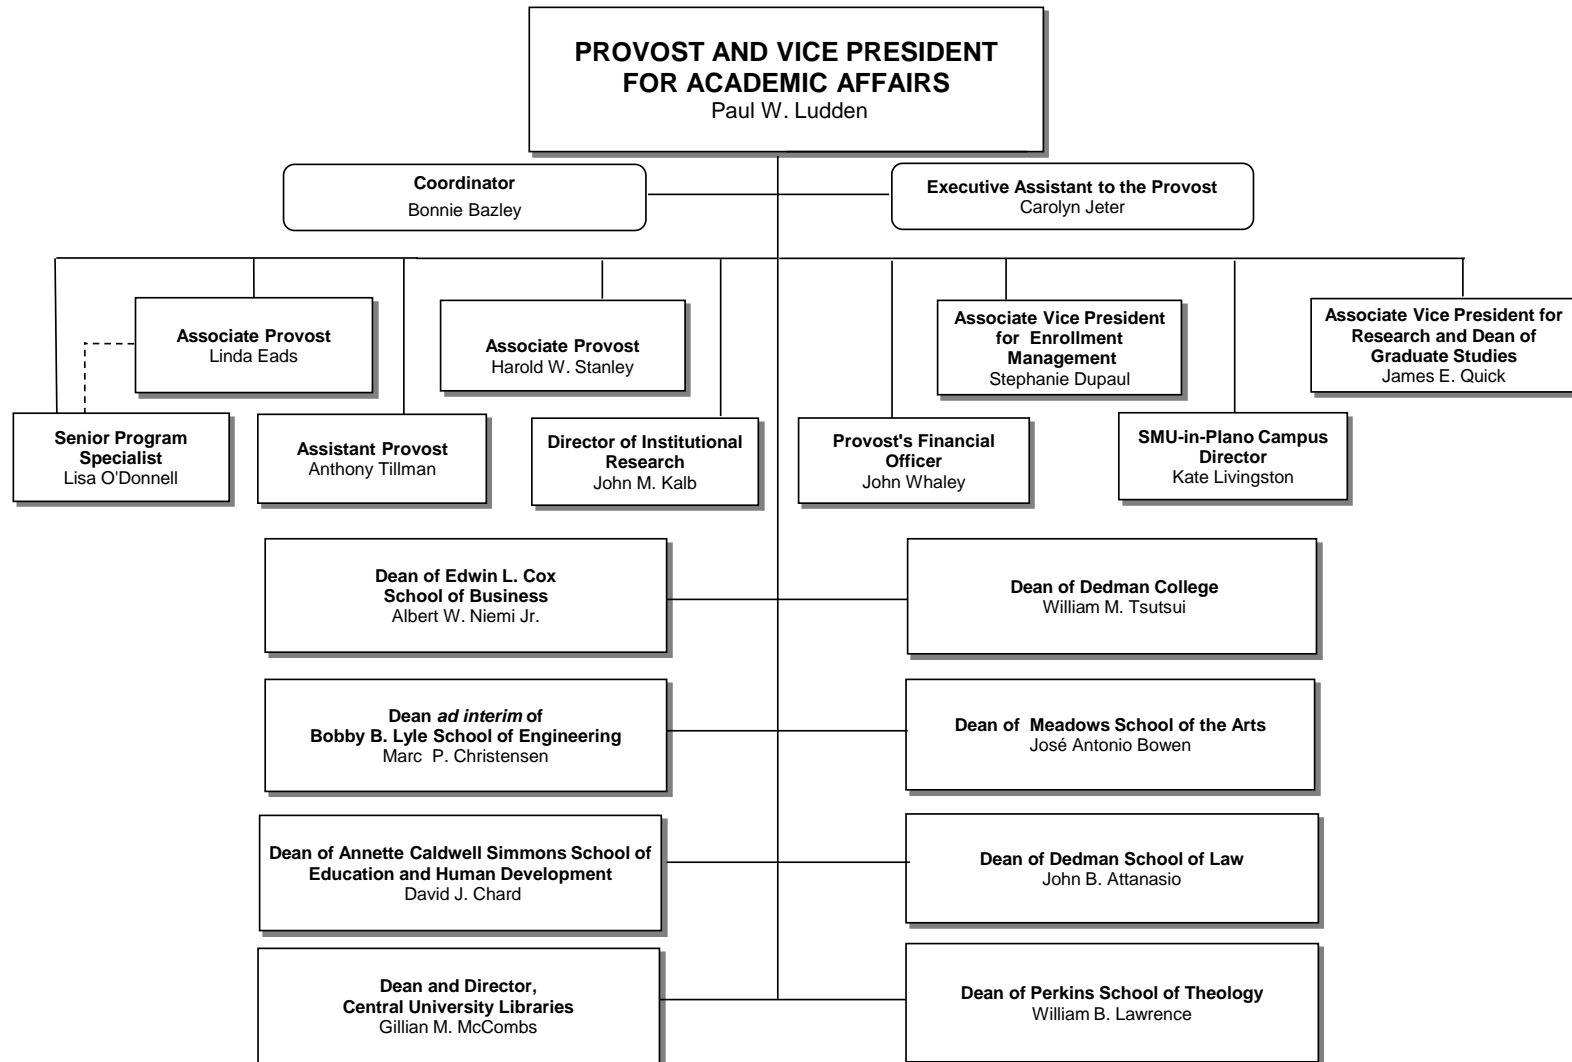 PROVOST AND VICE PRESIDENT
FOR ACADEMIC AFFAIRS
Paul W. Ludden
Coordinator
Bonnie Bazley
Executive Assistant to the Provost
Carolyn Jeter
Associate Provost
Linda Eads
Associate Provost
Harold W. Stanley
Associate Vice President
for Enrollment
Management
Stephanie Dupaul
Associate Vice President for
Research and Dean of
Graduate Studies
James E. Quick
Senior Program
Specialist
Lisa O'Donnell
Assistant Provost
Anthony Tillman
Director of Institutional
Research
John M. Kalb
Provost's Financial
Officer
John Whaley
SMU-in-Plano Campus
Director
Kate Livingston
Dean of Edwin L. Cox
School of Business
Albert W. Niemi Jr.
Dean of Dedman College
William M. Tsutsui
Dean ad interim of
Bobby B. Lyle School of Engineering
Marc P. Christensen
Dean of Meadows School of the Arts
José Antonio Bowen
Dean of Annette Caldwell Simmons School of
Education and Human Development
David J. Chard
Dean of Dedman School of Law
John B. Attanasio
Dean and Director,
Central University Libraries
Gillian M. McCombs
Dean of Perkins School of Theology
William B. Lawrence